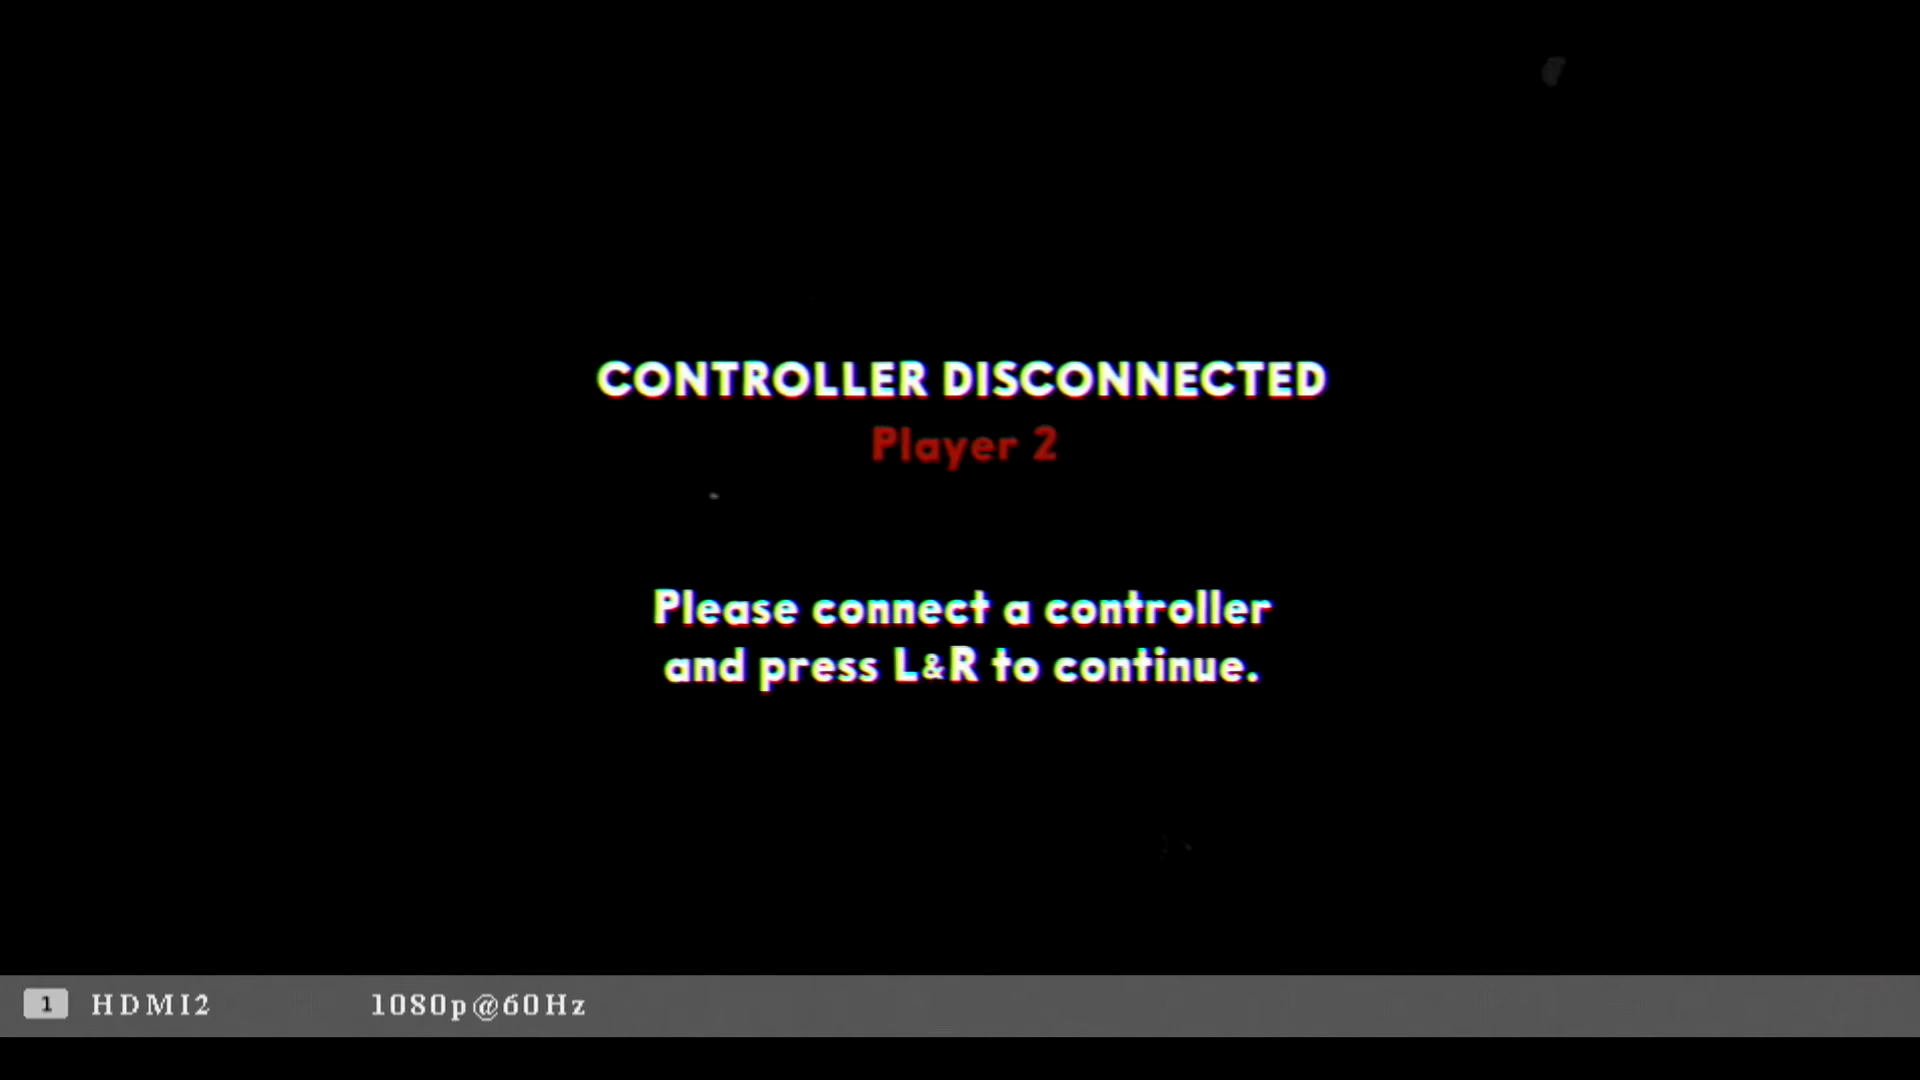 CONTROLLER DISCONNECTED
Player 2
Please connect a controller
and press L&R to continue.
1 HDMI2 1080p@60Hz